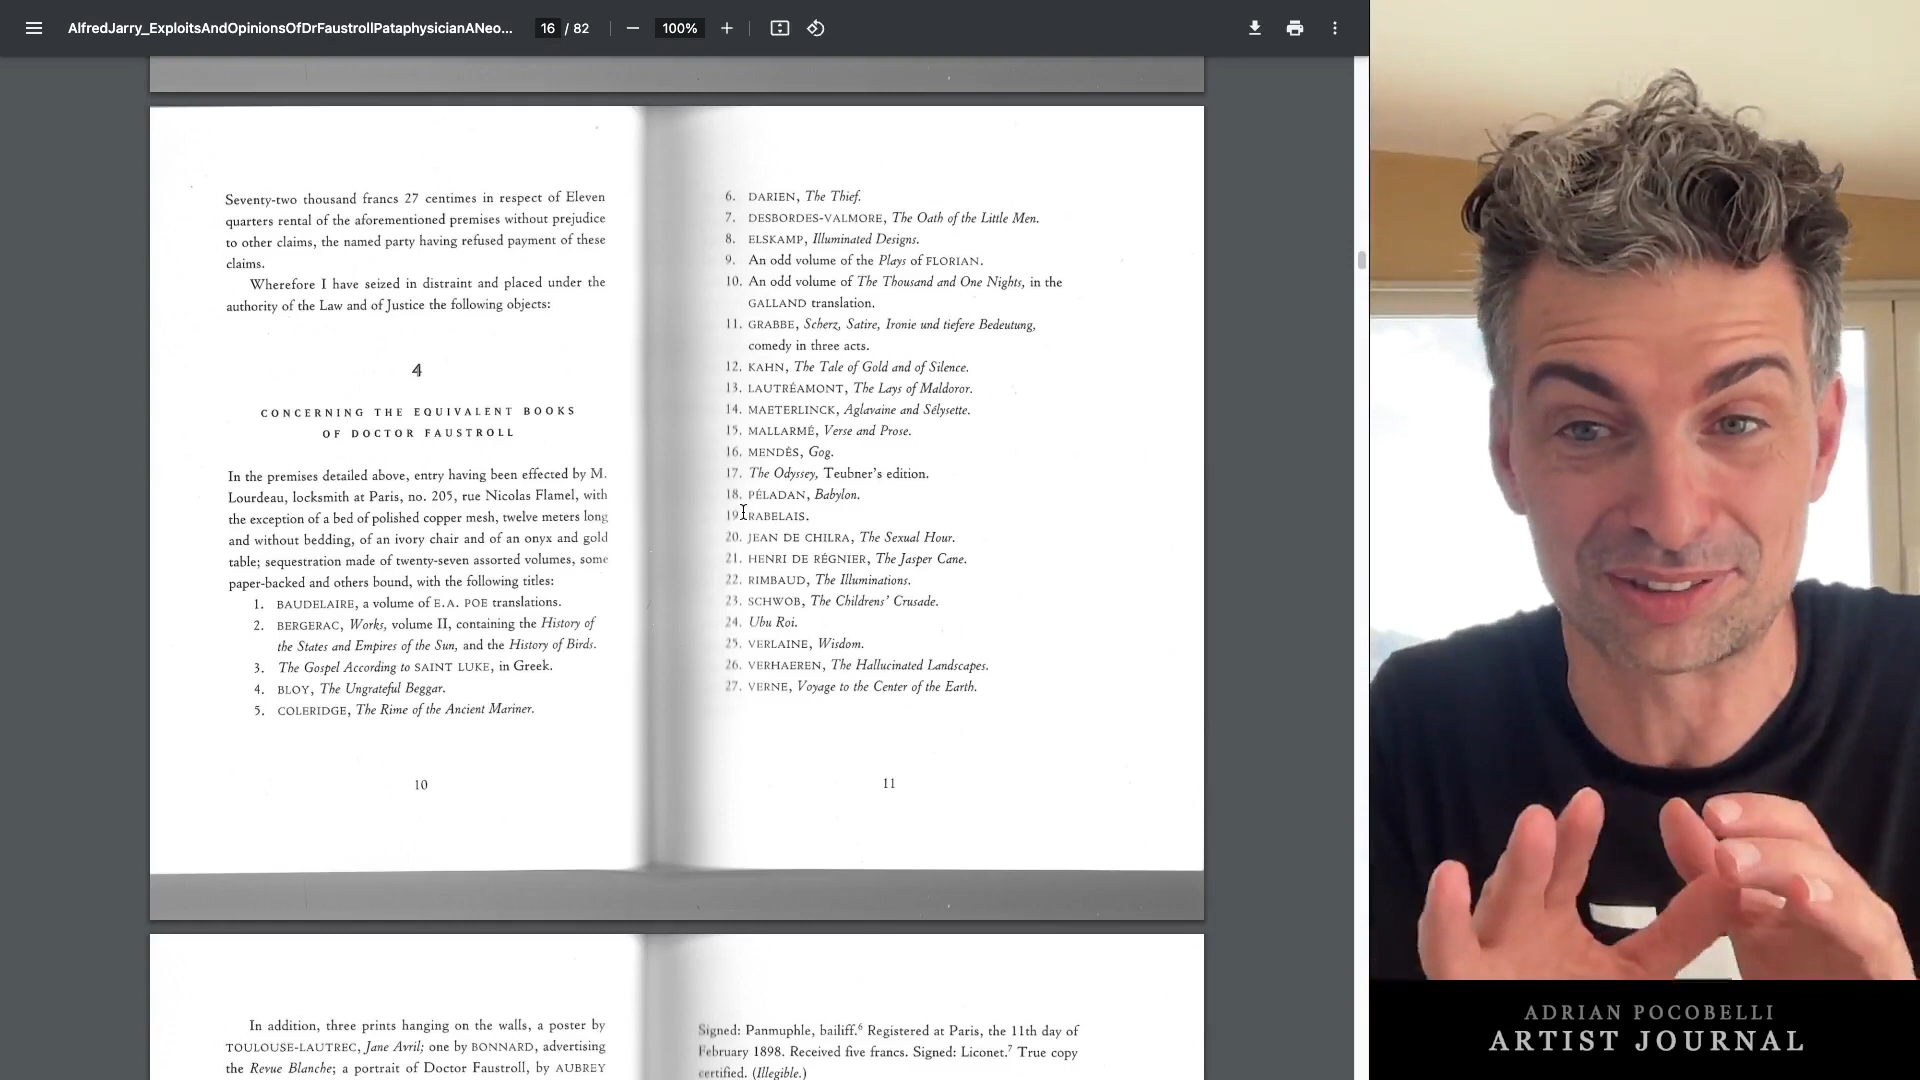 AlfredJarry_ExploitsAndOpinionsOfDrFaustrollPataphysicianANeo...
16 / 82
100%
Seventy-two thousand francs 27 centimes in respect of Eleven
quarters rental of the aforementioned premises without prejudice
to other claims, the named party having refused payment of these
claims.
Wherefore I have seized in distraint and placed under the
authority of the Law and of Justice the following objects:
4
CONCERNING THE EQUIVALENT BOOKS
OF DOCTOR FAUSTROLL
In the premises detailed above, entry having been effected by M.
Lourdeau, locksmith at Paris, no. 205, rue Nicolas Flamel, with
the exception of a bed of polished copper mesh, twelve meters long
and without bedding, of an ivory chair and of an onyx and gold
table; sequestration made of twenty-seven assorted volumes, some
paper-backed and others bound, with the following titles:
1. BAUDELAIRE, a volume of E.A. POE translations.
2. BERGERAC, Works, volume II, containing the History of
the States and Empires of the Sun, and the History of Birds.
3. The Gospel According to SAINT LUKE, in Greek.
4. BLOY, The Ungrateful Beggar.
5. COLERIDGE, The Rime of the Ancient Mariner.
10
6. DARIEN, The Thief.
7. DESBORDES-VALMORE, The Oath of the Little Men.
8. ELSKAMP, Illuminated Designs.
9. An odd volume of the Plays of FLORIAN.
10. An odd volume of The Thousand and One Nights, in the
GALLAND translation.
11. GRABBE, Scherz, Satire, Ironie und tiefere Bedeutung,
comedy in three acts.
12. KAHN, The Tale of Gold and of Silence.
13. LAUTRÉAMONT, The Lays of Maldoror.
14. MAETERLINCK, Aglavaine and Sélysette.
15. MALLARMÉ, Verse and Prose.
16. MENDÈS, Gog.
17. The Odyssey, Teubner's edition.
18. PÉLADAN, Babylon.
19. RABELAIS.
20. JEAN DE CHILRA, The Sexual Hour.
21. HENRI DE RÉGNIER, The Jasper Cane.
22. RIMBAUD, The Illuminations.
23. SCHWOB, The Childrens' Crusade.
24. Ubu Roi.
25. VERLAINE, Wisdom.
26. VERHAEREN, The Hallucinated Landscapes.
27. VERNE, Voyage to the Center of the Earth.
11
In addition, three prints hanging on the walls, a poster by
TOULOUSE-LAUTREC, Jane Avril; one by BONNARD, advertising
the Revue Blanche; a portrait of Doctor Faustroll, by AUBREY
Signed: Panmuphle, bailiff.⁶ Registered at Paris, the 11th day of
February 1898. Received five francs. Signed: Liconet.⁷ True copy
certified. (Illegible.)
ADRIAN POCOBELLI
ARTIST JOURNAL